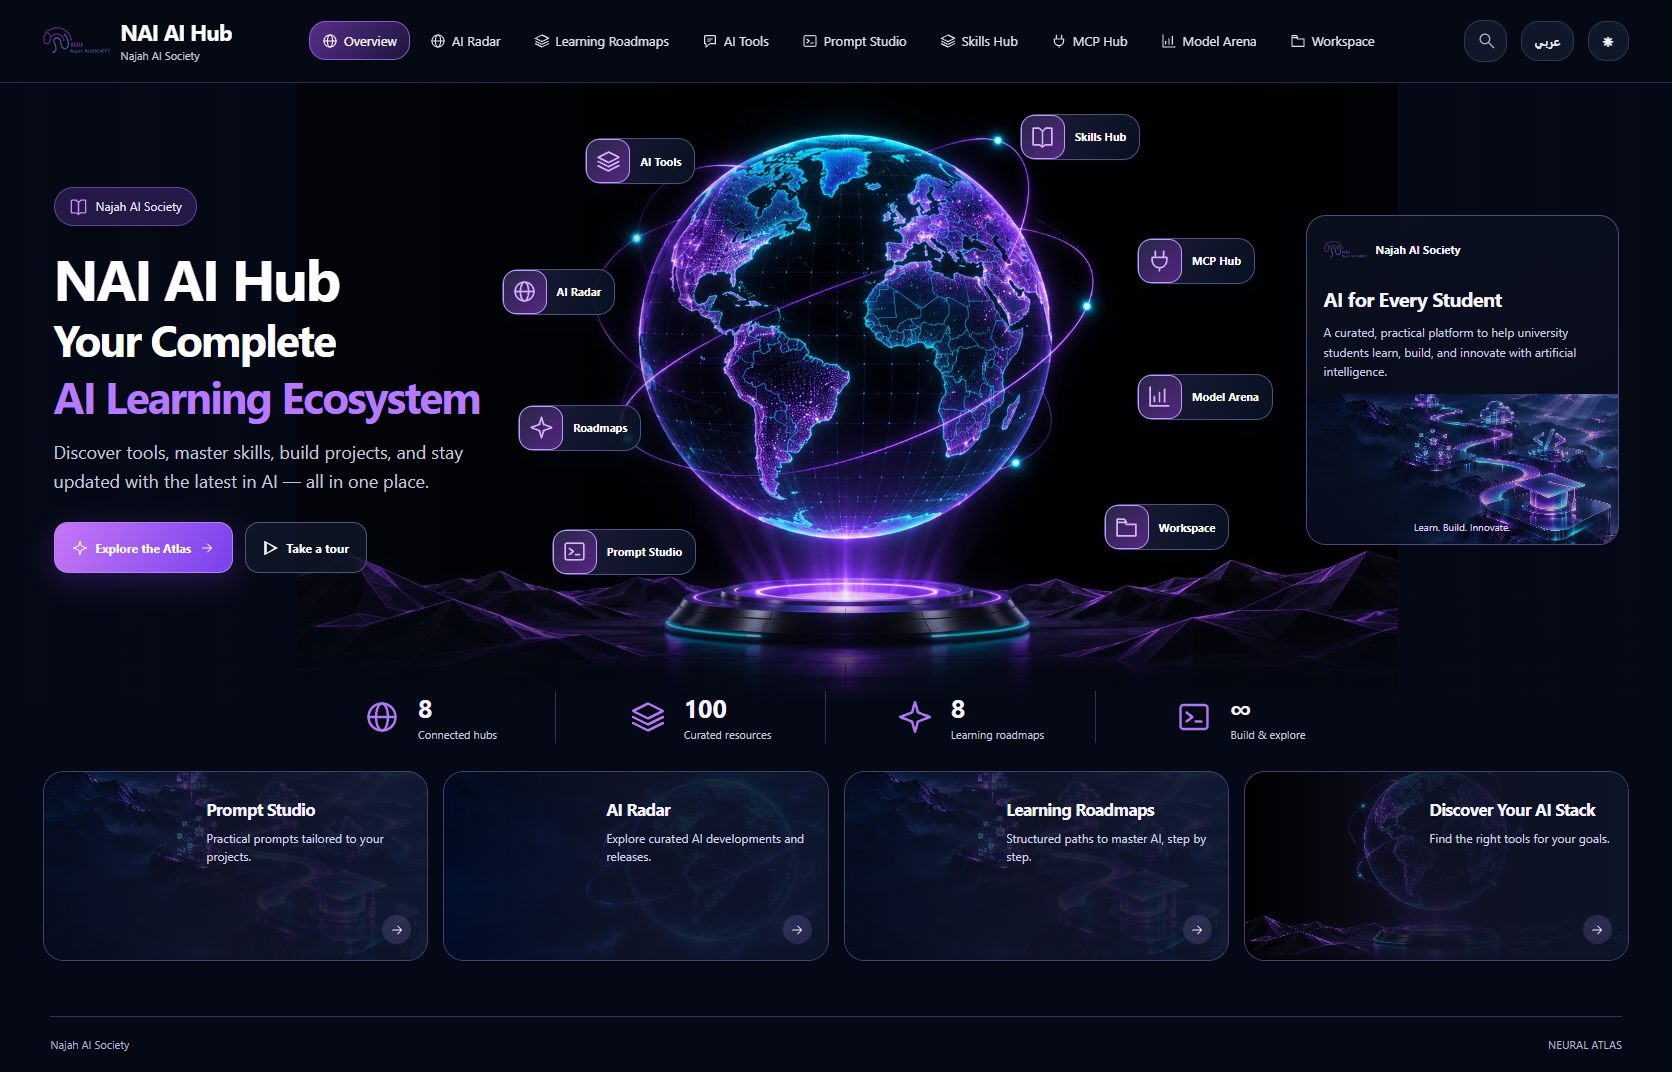 NAI AI Hub
Najah AI Society
Overview
AI Radar
Learning Roadmaps
AI Tools
Prompt Studio
Skills Hub
MCP Hub
Model Arena
Workspace
عربي
Najah AI Society
NAI AI Hub
Your Complete
AI Learning Ecosystem
Discover tools, master skills, build projects, and stay
updated with the latest in AI — all in one place.
Explore the Atlas
Take a tour
AI Tools
AI Radar
Roadmaps
Prompt Studio
Skills Hub
MCP Hub
Model Arena
Workspace
Najah AI Society
AI for Every Student
A curated, practical platform to help university
students learn, build, and innovate with artificial
intelligence.
Learn. Build. Innovate.
8
Connected hubs
100
Curated resources
8
Learning roadmaps
∞
Build & explore
Prompt Studio
Practical prompts tailored to your
projects.
AI Radar
Explore curated AI developments and
releases.
Learning Roadmaps
Structured paths to master AI, step by
step.
Discover Your AI Stack
Find the right tools for your goals.
Najah AI Society
NEURAL ATLAS